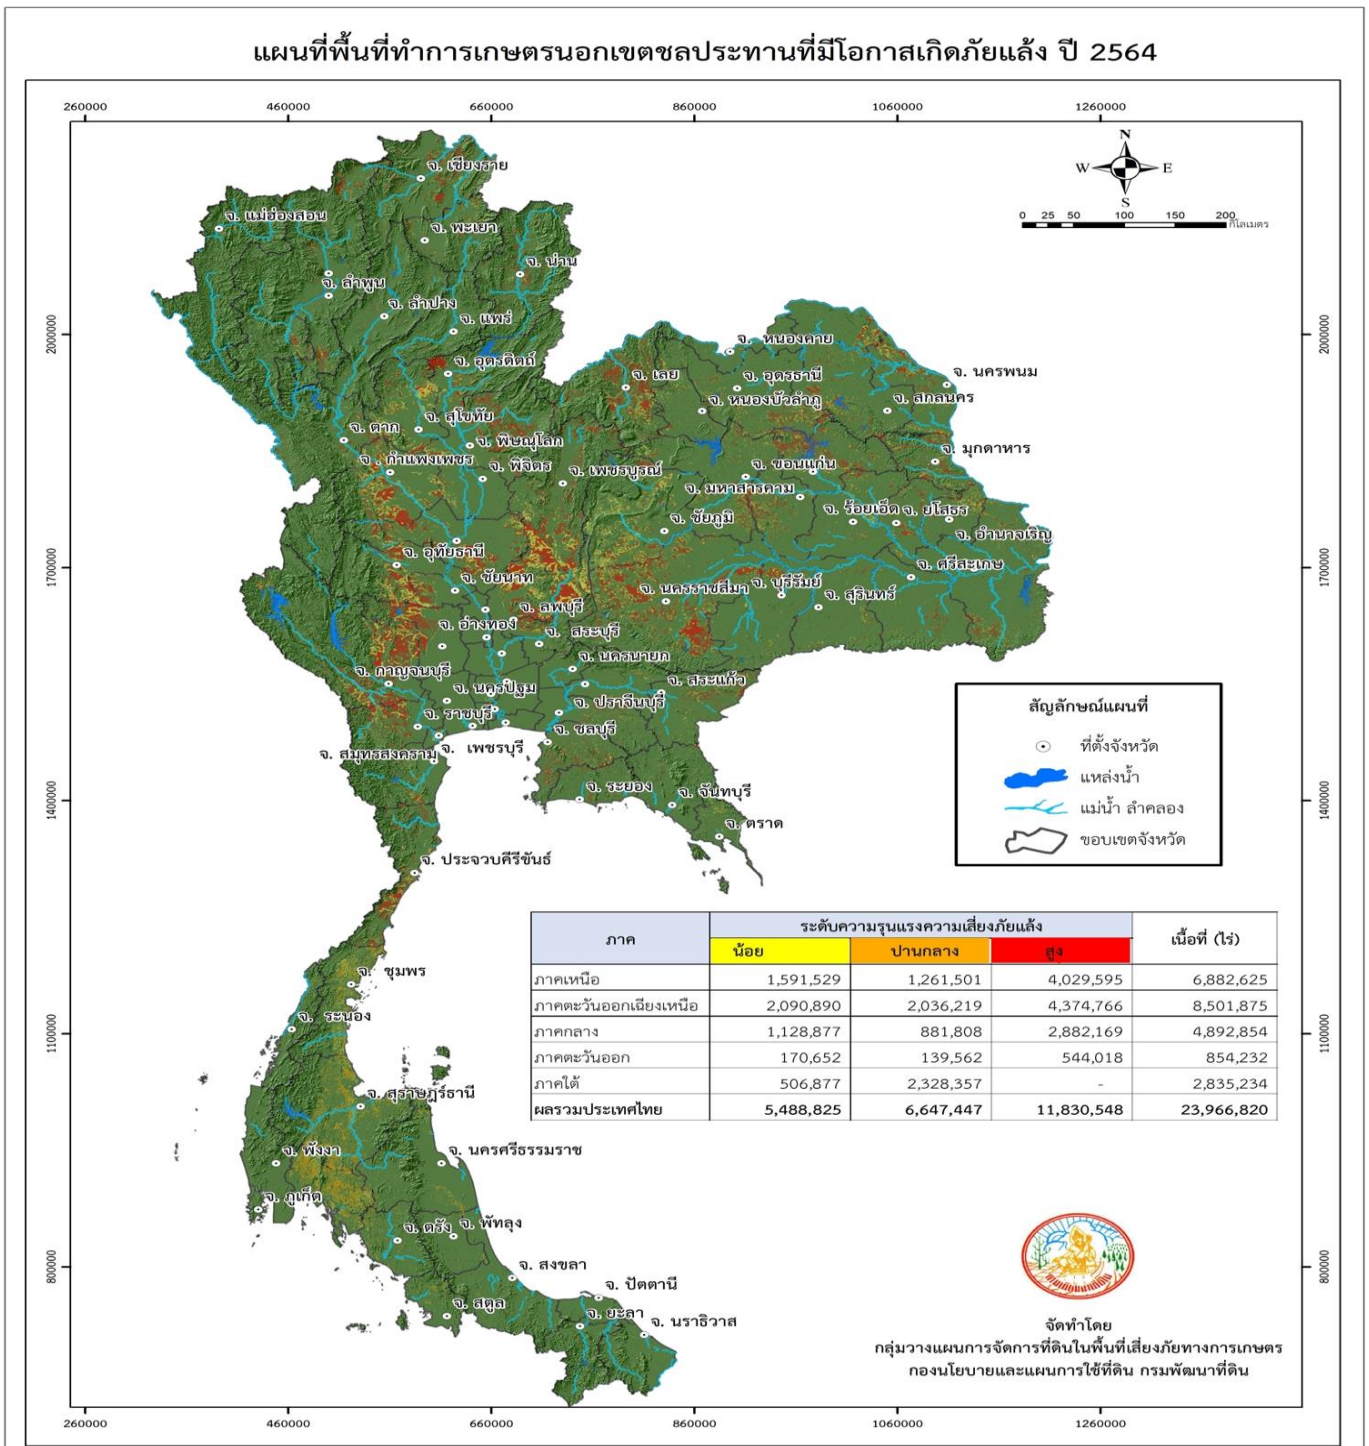 แผนที่พื้นที่ทำการเกษตรนอกเขตชลประทานที่มีโอกาสเกิดภัยแล้ง ปี 2564
260000 460000 660000 860000 1060000 1260000
N
W E
S
0 25 50 100 150 200
กิโลเมตร
2000000 2000000
1700000 1700000
1400000 1400000
1100000 1100000
800000 800000
จ. เชียงราย
จ. แม่ฮ่องสอน
จ. พะเยา
จ. น่าน
จ. ลำพูน
จ. ลำปาง
จ. แพร่
จ. หนองคาย
จ. อุตรดิตถ์
จ. เลย
จ. อุดรธานี
จ. นครพนม
จ. หนองบัวลำภู
จ. สกลนคร
จ. สุโขทัย
จ. ตาก
จ. พิษณุโลก
จ. มุกดาหาร
จ. กำแพงเพชร
จ. พิจิตร
จ. เพชรบูรณ์
จ. ขอนแก่น
จ. มหาสารคาม
จ. ชัยภูมิ
จ. ร้อยเอ็ด
จ. ยโสธร
จ. อำนาจเจริญ
จ. อุทัยธานี
จ. ศรีสะเกษ
จ. ชัยนาท
จ. นครราชสีมา
จ. บุรีรัมย์
จ. สุรินทร์
จ. ลพบุรี
จ. อ่างทอง
จ. สระบุรี
จ. นครนายก
จ. กาญจนบุรี
จ. สระแก้ว
จ. นครปฐม
จ. ปราจีนบุรี
จ. ราชบุรี
จ. ชลบุรี
จ. สมุทรสงคราม
จ. เพชรบุรี
จ. ระยอง
จ. จันทบุรี
จ. ตราด
จ. ประจวบคีรีขันธ์
จ. ชุมพร
จ. ระนอง
จ. สุราษฎร์ธานี
จ. พังงา
จ. นครศรีธรรมราช
จ. ภูเก็ต
จ. ตรัง
จ. พัทลุง
จ. สงขลา
จ. ปัตตานี
จ. สตูล
จ. ยะลา
จ. นราธิวาส
สัญลักษณ์แผนที่
ที่ตั้งจังหวัด
แหล่งน้ำ
แม่น้ำ ลำคลอง
ขอบเขตจังหวัด
ภาค ระดับความรุนแรงความเสี่ยงภัยแล้ง เนื้อที่ (ไร่)
น้อย ปานกลาง สูง
ภาคเหนือ 1,591,529 1,261,501 4,029,595 6,882,625
ภาคตะวันออกเฉียงเหนือ 2,090,890 2,036,219 4,374,766 8,501,875
ภาคกลาง 1,128,877 881,808 2,882,169 4,892,854
ภาคตะวันออก 170,652 139,562 544,018 854,232
ภาคใต้ 506,877 2,328,357 - 2,835,234
ผลรวมประเทศไทย 5,488,825 6,647,447 11,830,548 23,966,820
กรมพัฒนาที่ดิน
จัดทำโดย
กลุ่มวางแผนการจัดการที่ดินในพื้นที่เสี่ยงภัยทางการเกษตร
กองนโยบายและแผนการใช้ที่ดิน กรมพัฒนาที่ดิน
260000 460000 660000 860000 1060000 1260000